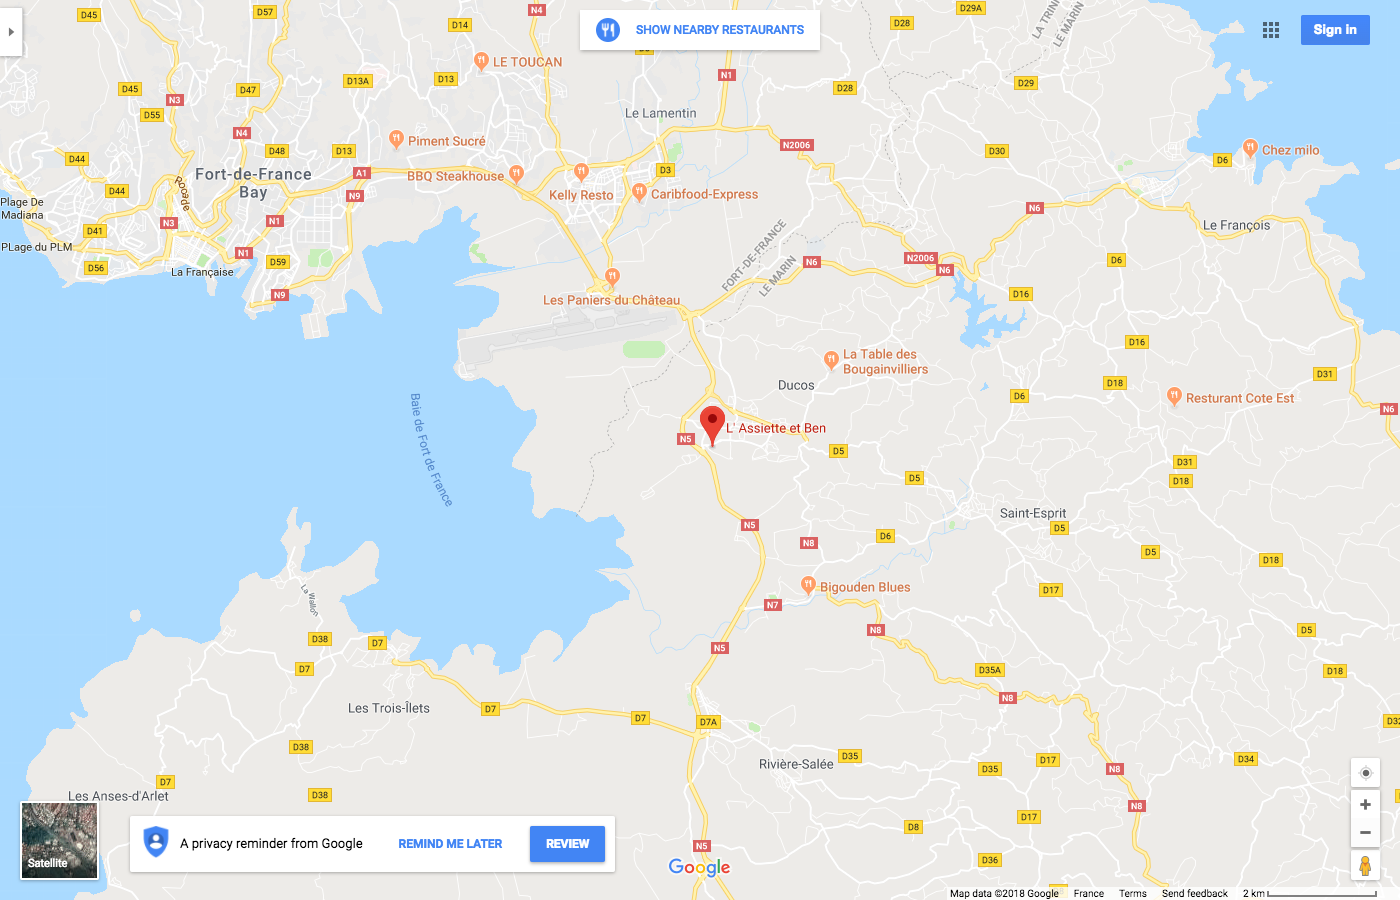 D45
D57
D14
N4
SHOW NEARBY RESTAURANTS
D28
D29A
LA TRINI
LE MARIN
Sign in
LE TOUCAN
D13A
D13
N1
D28
D29
D45
D47
N3
D55
Le Lamentin
N4
Piment Sucré
D48
D13
N2006
D30
D6
Chez milo
D44
Fort-de-France
Bay
A1
BBQ Steakhouse
D3
D44
Rocade
N9
Kelly Resto
Caribfood-Express
Plage De
Madiana
N6
D41
N3
N1
FORT-DE-FRANCE
LE MARIN
Le François
PLage du PLM
N1
D56
La Française
D59
N6
N2006
N6
D6
N9
Les Paniers du Château
D16
D16
La Table des
Bougainvilliers
Ducos
D31
D18
D6
Resturant Cote Est
N6
Baie de Fort de France
L' Assiette et Ben
N5
D5
D31
D5
D18
Saint-Esprit
N5
D5
N8
D6
D5
D18
Bigouden Blues
D17
La Wallon
N7
N8
D5
D38
D7
N5
D7
D35A
D18
N8
Les Trois-Îlets
D7
D7
D7A
D38
D35
D17
D34
Rivière-Salée
D35
N8
D7
Les Anses-d'Arlet
D38
N8
D17
D8
Satellite
A privacy reminder from Google
REMIND ME LATER
REVIEW
N5
D36
Google
Map data ©2018 Google
France
Terms
Send feedback
2 km